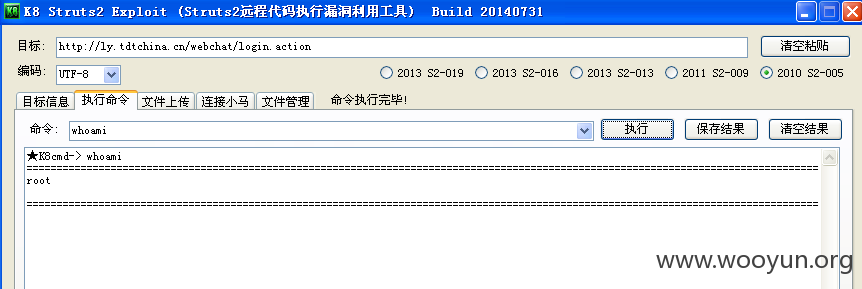 K8 K8 Struts2 Exploit (Struts2远程代码执行漏洞利用工具) Build 20140731
目标: http://ly.tdtchina.cn/webchat/login.action 清空粘贴
编码: UTF-8 2013 S2-019 2013 S2-016 2013 S2-013 2011 S2-009 2010 S2-005
目标信息 执行命令 文件上传 连接小马 文件管理 命令执行完毕!
命令: whoami 执行 保存结果 清空结果
★K8cmd-> whoami
root
www.wooyun.org